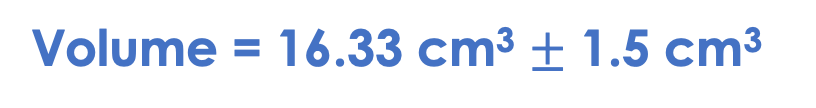 Volume = 16.33 cm³ ± 1.5 cm³